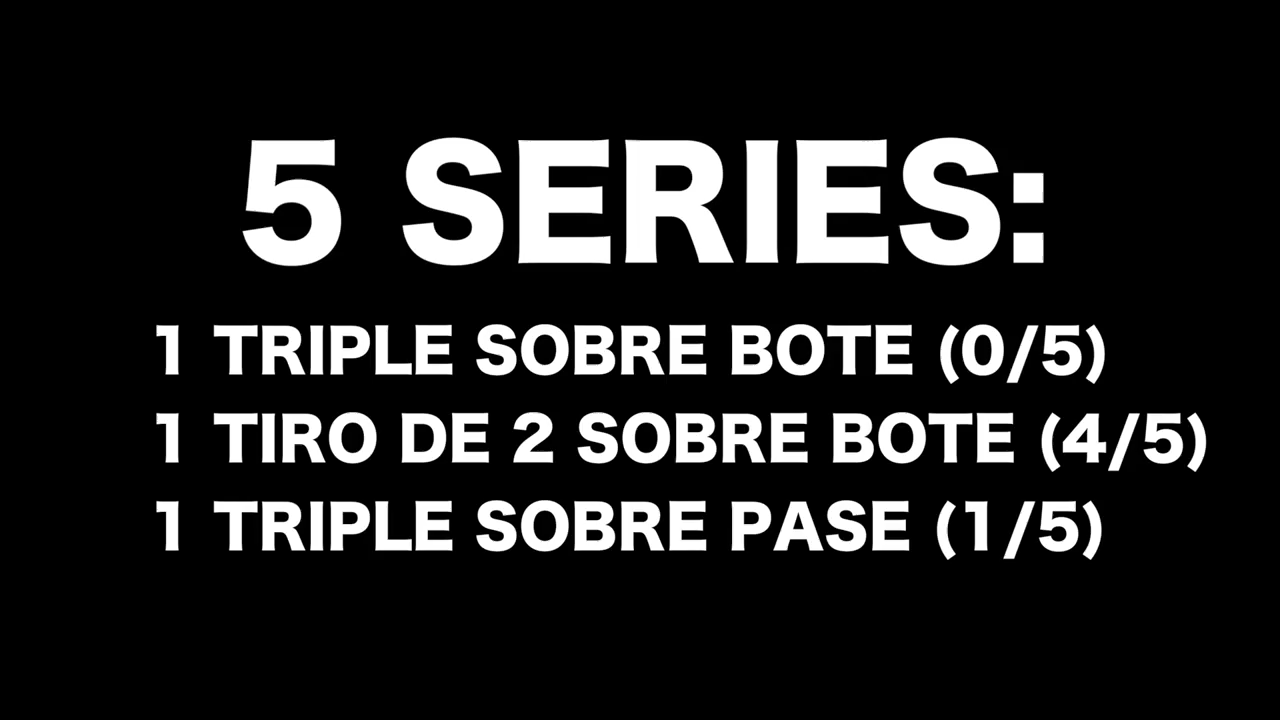 5 SERIES:
1 TRIPLE SOBRE BOTE (0/5)
1 TIRO DE 2 SOBRE BOTE (4/5)
1 TRIPLE SOBRE PASE (1/5)